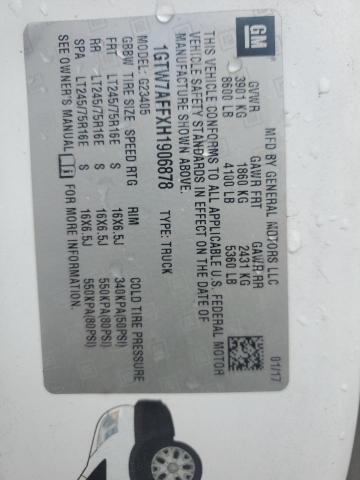 GM
MFD BY GENERAL MOTORS LLC
01/17
GVWR GAWR FRT GAWR RR
3901 KG 1860 KG 2431 KG
8600 LB 4100 LB 5360 LB
THIS VEHICLE CONFORMS TO ALL APPLICABLE U.S. FEDERAL MOTOR
VEHICLE SAFETY STANDARDS IN EFFECT ON THE DATE OF
MANUFACTURE SHOWN ABOVE.
1GTW7AFFXH1906878 TYPE: TRUCK
MODEL: G23405
GBBW TIRE SIZE SPEED RTG RIM COLD TIRE PRESSURE
FRT LT245/75R16E S 16X6.5J 340KPA(50PSI)
RR LT245/75R16E S 16X6.5J 550KPA(80PSI)
SPA LT245/75R16E S 16X6.5J 550KPA(80PSI)
SEE OWNER'S MANUAL FOR MORE INFORMATION.